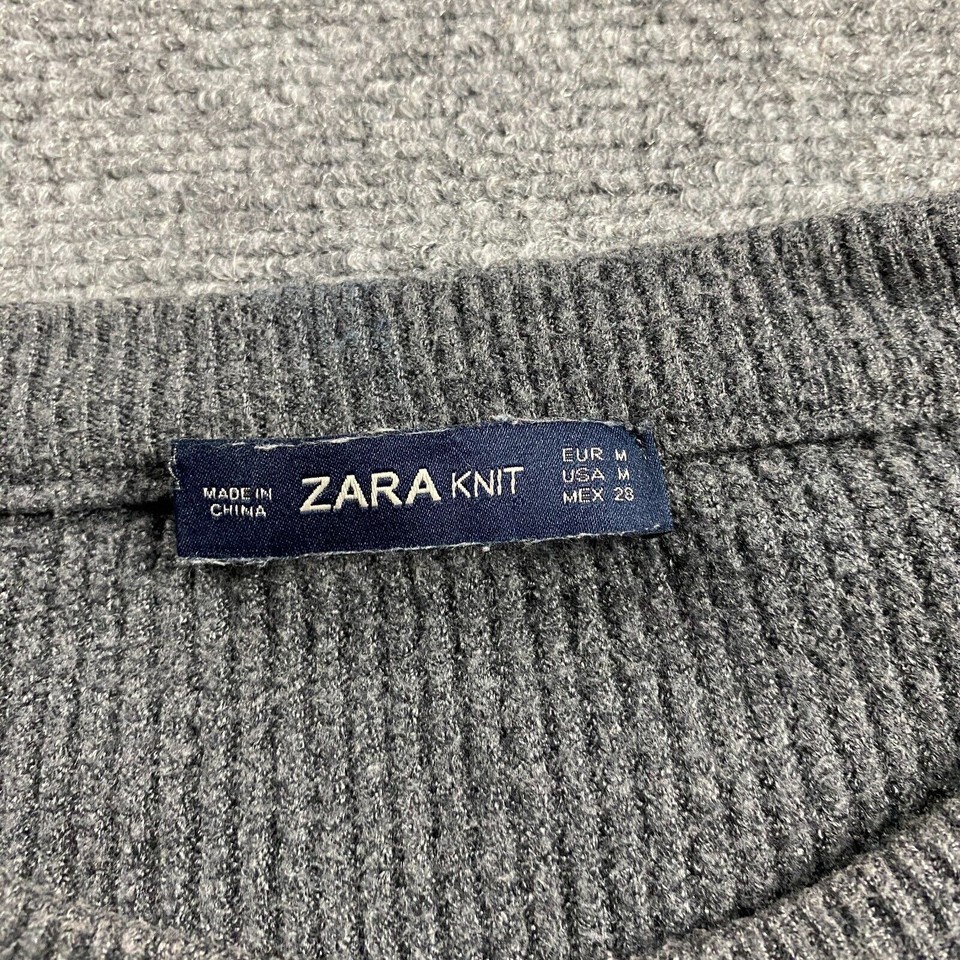 MADE IN
CHINA
ZARA KNIT
EUR M
USA M
MEX 28